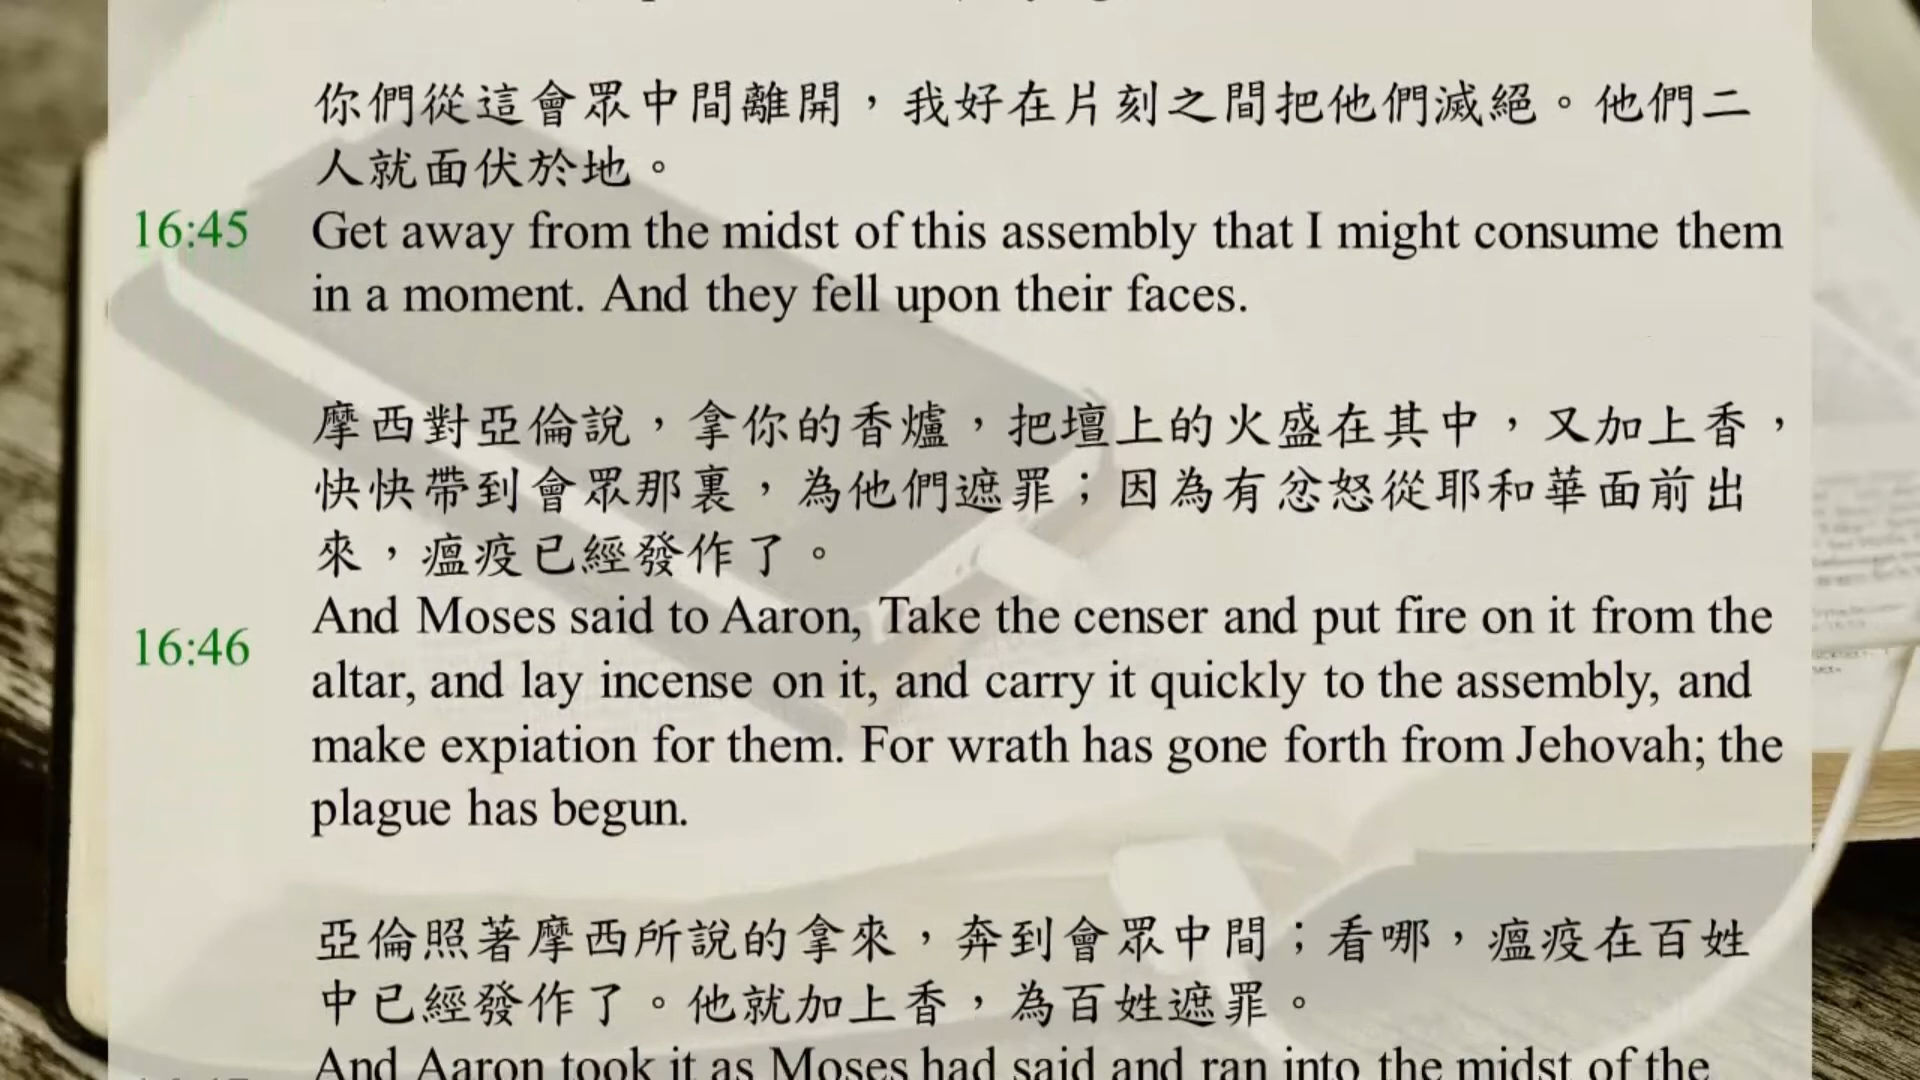 你們從這會眾中間離開，我好在片刻之間把他們滅絕。他們二
人就面伏於地。
16:45 Get away from the midst of this assembly that I might consume them
in a moment. And they fell upon their faces.
摩西對亞倫說，拿你的香爐，把壇上的火盛在其中，又加上香，
快快帶到會眾那裏，為他們遮罪；因為有忿怒從耶和華面前出
來，瘟疫已經發作了。
16:46 And Moses said to Aaron, Take the censer and put fire on it from the
altar, and lay incense on it, and carry it quickly to the assembly, and
make expiation for them. For wrath has gone forth from Jehovah; the
plague has begun.
亞倫照著摩西所說的拿來，奔到會眾中間；看哪，瘟疫在百姓
中已經發作了。他就加上香，為百姓遮罪。
And Aaron took it as Moses had said and ran into the midst of the